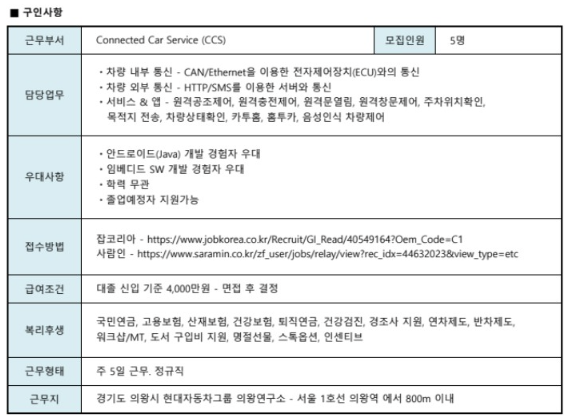 ■ 구인사항
근무부서 Connected Car Service (CCS) 모집인원 5명
담당업무
・차량 내부 통신 - CAN/Ethernet을 이용한 전자제어장치(ECU)와의 통신
・차량 외부 통신 - HTTP/SMS를 이용한 서버와 통신
・서비스 & 앱 - 원격공조제어, 원격충전제어, 원격문열림, 원격창문제어, 주차위치확인,
목적지 전송, 차량상태확인, 카투홈, 홈투카, 음성인식 차량제어
우대사항
・안드로이드(Java) 개발 경험자 우대
・임베디드 SW 개발 경험자 우대
・학력 무관
・졸업예정자 지원가능
접수방법
잡코리아 - https://www.jobkorea.co.kr/Recruit/GI_Read/40549164?Oem_Code=C1
사람인 - https://www.saramin.co.kr/zf_user/jobs/relay/view?rec_idx=44632023&view_type=etc
급여조건 대졸 신입 기준 4,000만원 - 면접 후 결정
복리후생
국민연금, 고용보험, 산재보험, 건강보험, 퇴직연금, 건강검진, 경조사 지원, 연차제도, 반차제도,
워크샵/MT, 도서 구입비 지원, 명절선물, 스톡옵션, 인센티브
근무형태 주 5일 근무. 정규직
근무지 경기도 의왕시 현대자동차그룹 의왕연구소 - 서울 1호선 의왕역 에서 800m 이내